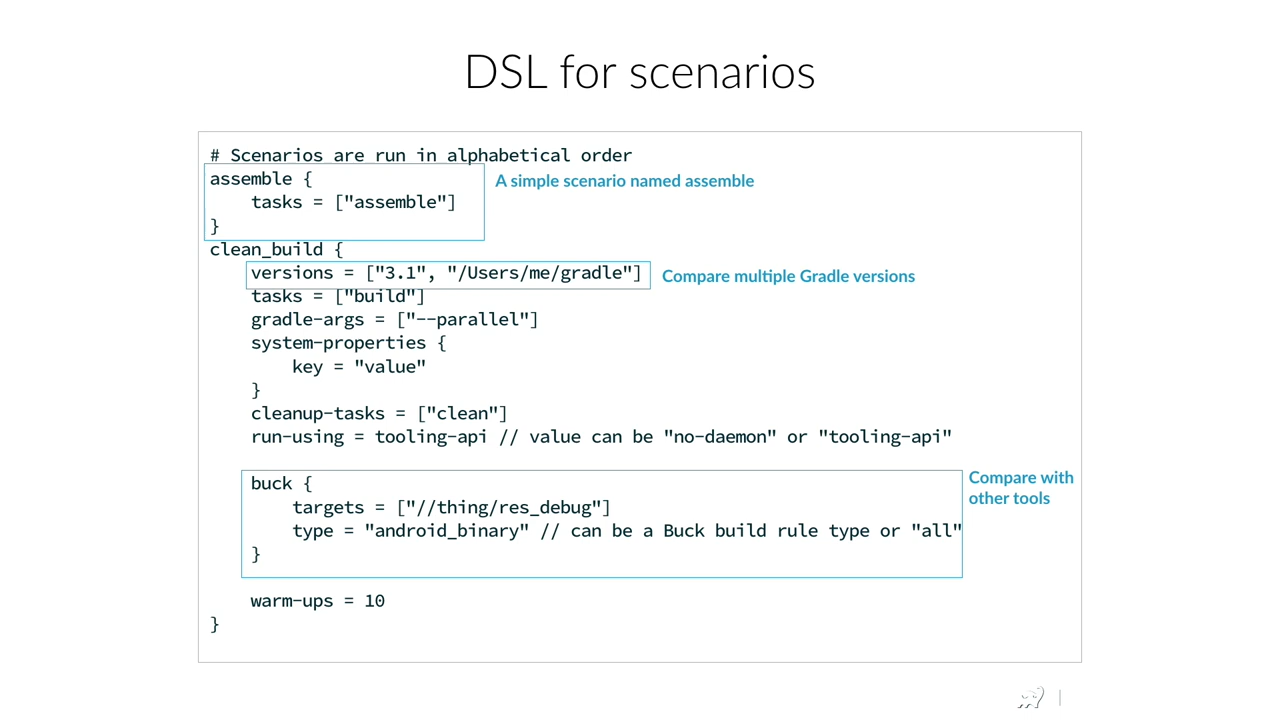 DSL for scenarios
# Scenarios are run in alphabetical order
assemble {
    tasks = ["assemble"]
}
A simple scenario named assemble
clean_build {
    versions = ["3.1", "/Users/me/gradle"]
Compare multiple Gradle versions
    tasks = ["build"]
    gradle-args = ["--parallel"]
    system-properties {
        key = "value"
    }
    cleanup-tasks = ["clean"]
    run-using = tooling-api // value can be "no-daemon" or "tooling-api"
    buck {
        targets = ["//thing/res_debug"]
        type = "android_binary" // can be a Buck build rule type or "all"
    }
Compare with
other tools
    warm-ups = 10
}